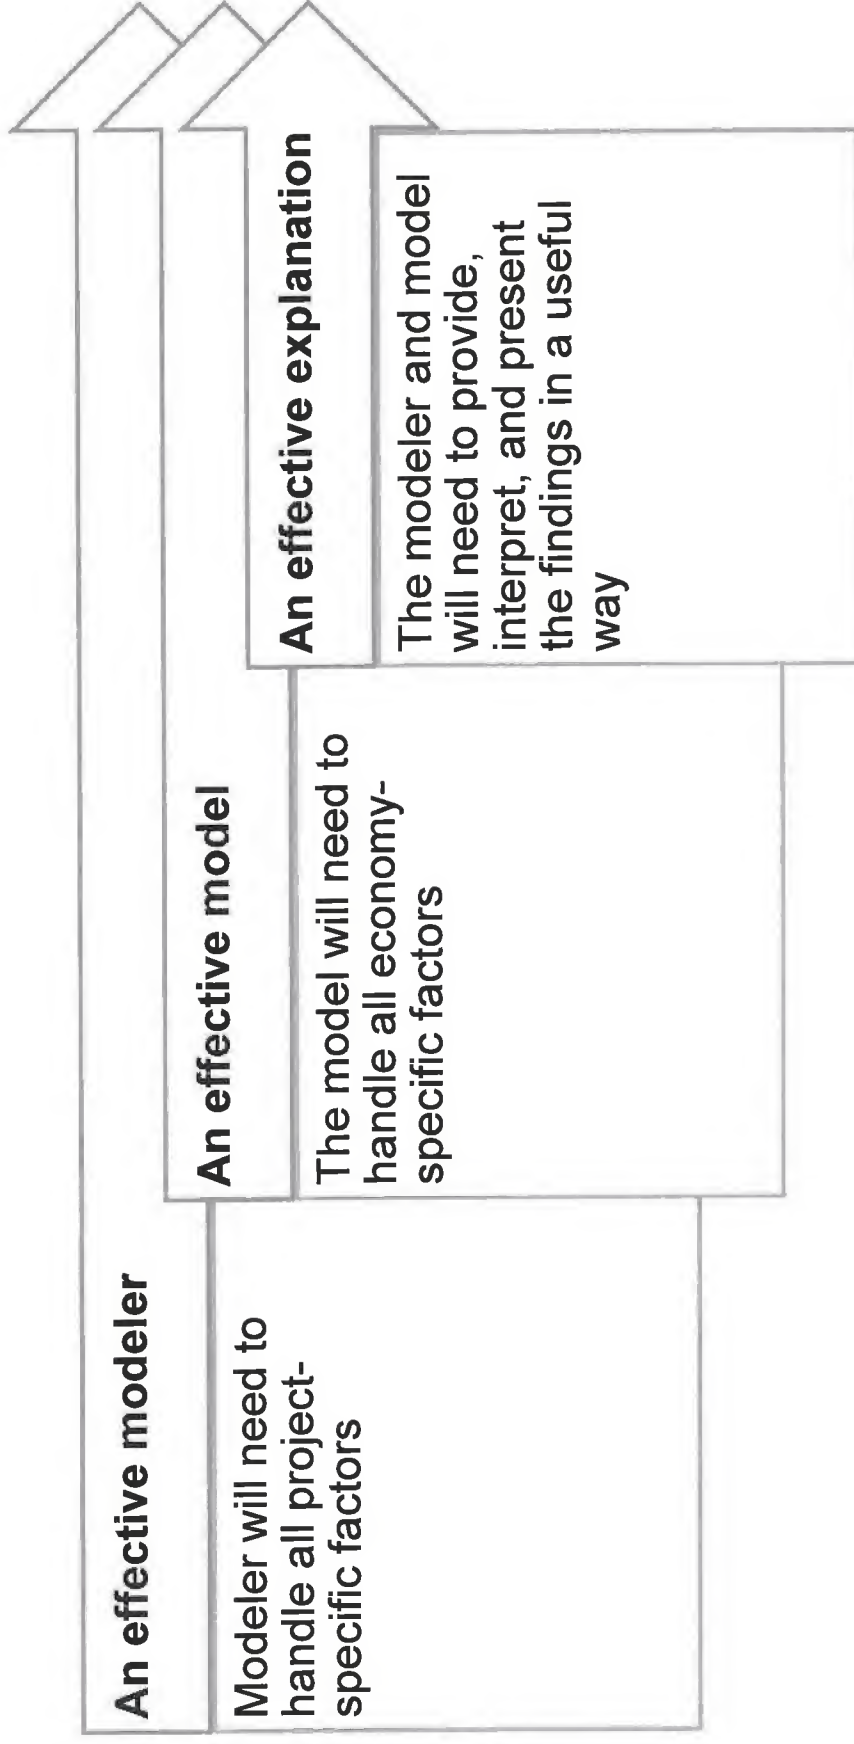 An effective modeler
Modeler will need to
handle all project-
specific factors
An effective model
The model will need to
handle all economy-
specific factors
An effective explanation
The modeler and model
will need to provide,
interpret, and present
the findings in a useful
way